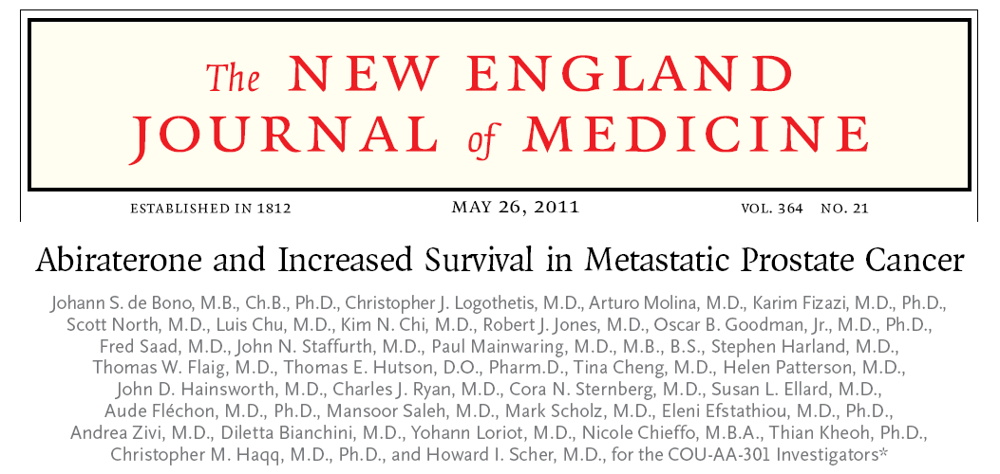 The NEW ENGLAND
JOURNAL of MEDICINE
ESTABLISHED IN 1812 MAY 26, 2011 VOL. 364 NO. 21
Abiraterone and Increased Survival in Metastatic Prostate Cancer
Johann S. de Bono, M.B., Ch.B., Ph.D., Christopher J. Logothetis, M.D., Arturo Molina, M.D., Karim Fizazi, M.D., Ph.D.,
Scott North, M.D., Luis Chu, M.D., Kim N. Chi, M.D., Robert J. Jones, M.D., Oscar B. Goodman, Jr., M.D., Ph.D.,
Fred Saad, M.D., John N. Staffurth, M.D., Paul Mainwaring, M.D., M.B., B.S., Stephen Harland, M.D.,
Thomas W. Flaig, M.D., Thomas E. Hutson, D.O., Pharm.D., Tina Cheng, M.D., Helen Patterson, M.D.,
John D. Hainsworth, M.D., Charles J. Ryan, M.D., Cora N. Sternberg, M.D., Susan L. Ellard, M.D.,
Aude Fléchon, M.D., Ph.D., Mansoor Saleh, M.D., Mark Scholz, M.D., Eleni Efstathiou, M.D., Ph.D.,
Andrea Zivi, M.D., Diletta Bianchini, M.D., Yohann Loriot, M.D., Nicole Chieffo, M.B.A., Thian Kheoh, Ph.D.,
Christopher M. Haqq, M.D., Ph.D., and Howard I. Scher, M.D., for the COU-AA-301 Investigators*